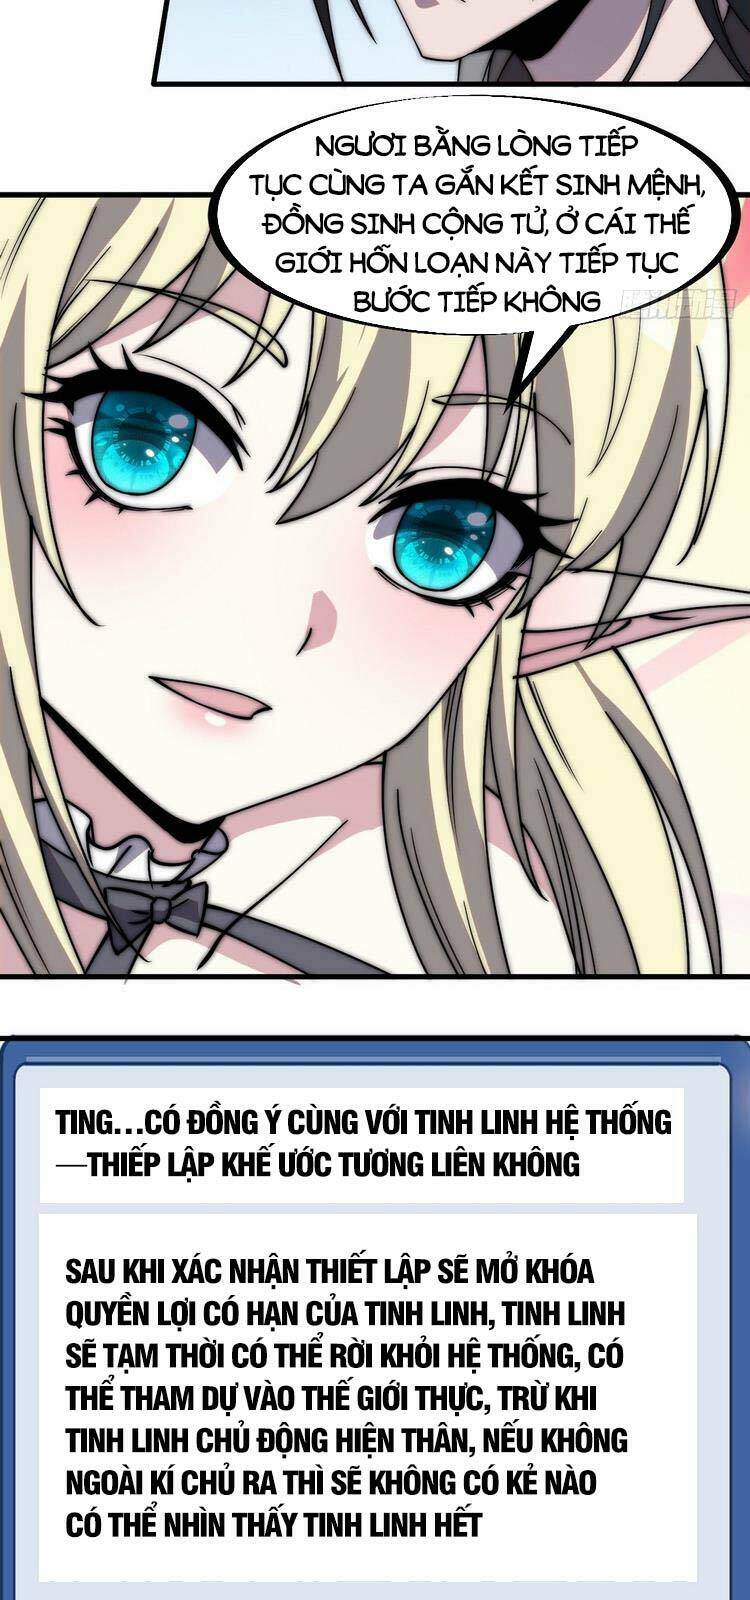 NGƯƠI BẰNG LÒNG TIẾP
TỤC CÙNG TA GẮN KẾT SINH MỆNH,
ĐỒNG SINH CỘNG TỬ, Ở CÁI THẾ
GIỚI HỖN LOẠN NÀY TIẾP TỤC
BƯỚC TIẾP KHÔNG
TING...CÓ ĐỒNG Ý CÙNG VỚI TINH LINH HỆ THỐNG
—THIẾP LẬP KHẾ ƯỚC TƯƠNG LIÊN KHÔNG
SAU KHI XÁC NHẬN THIẾT LẬP SẼ MỞ KHÓA
QUYỀN LỢI CÓ HẠN CỦA TINH LINH, TINH LINH
SẼ TẠM THỜI CÓ THỂ RỜI KHỎI HỆ THỐNG, CÓ
THỂ THAM DỰ VÀO THẾ GIỚI THỰC, TRỪ KHI
TINH LINH CHỦ ĐỘNG HIỆN THÂN, NẾU KHÔNG
NGOÀI KÍ CHỦ RA THÌ SẼ KHÔNG CÓ KẺ NÀO
CÓ THỂ NHÌN THẤY TINH LINH HẾT